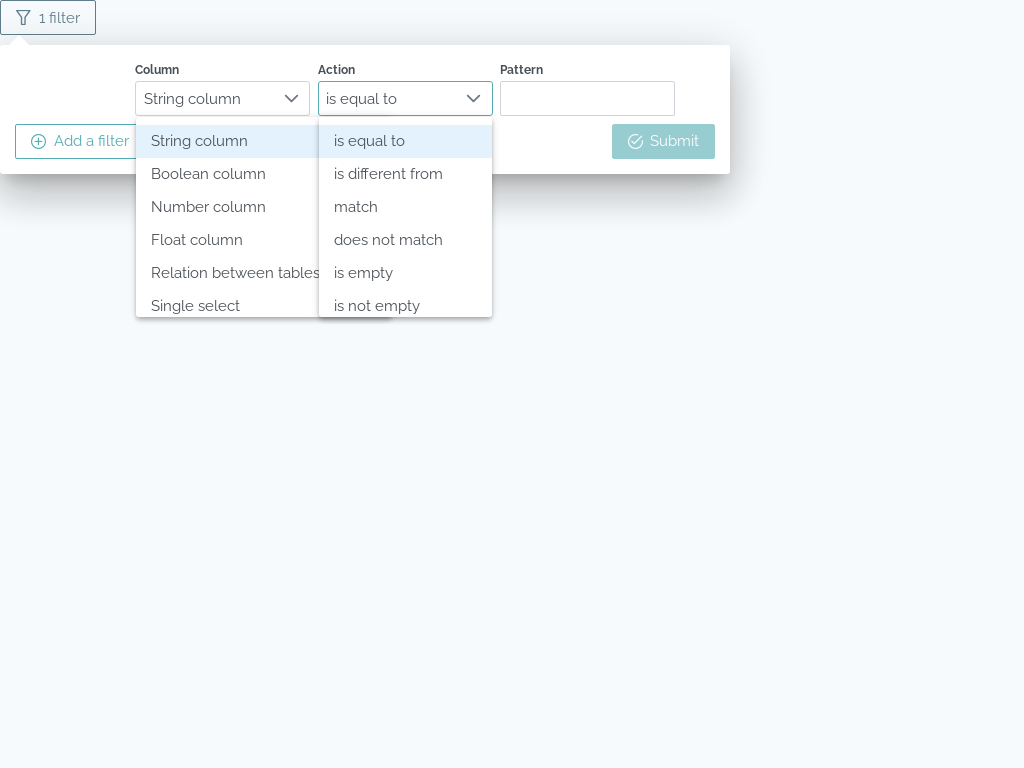 1 filter
Column
Action
Pattern
String column
is equal to
Add a filter
Submit
String column
Boolean column
Number column
Float column
Relation between tables
Single select
is equal to
is different from
match
does not match
is empty
is not empty